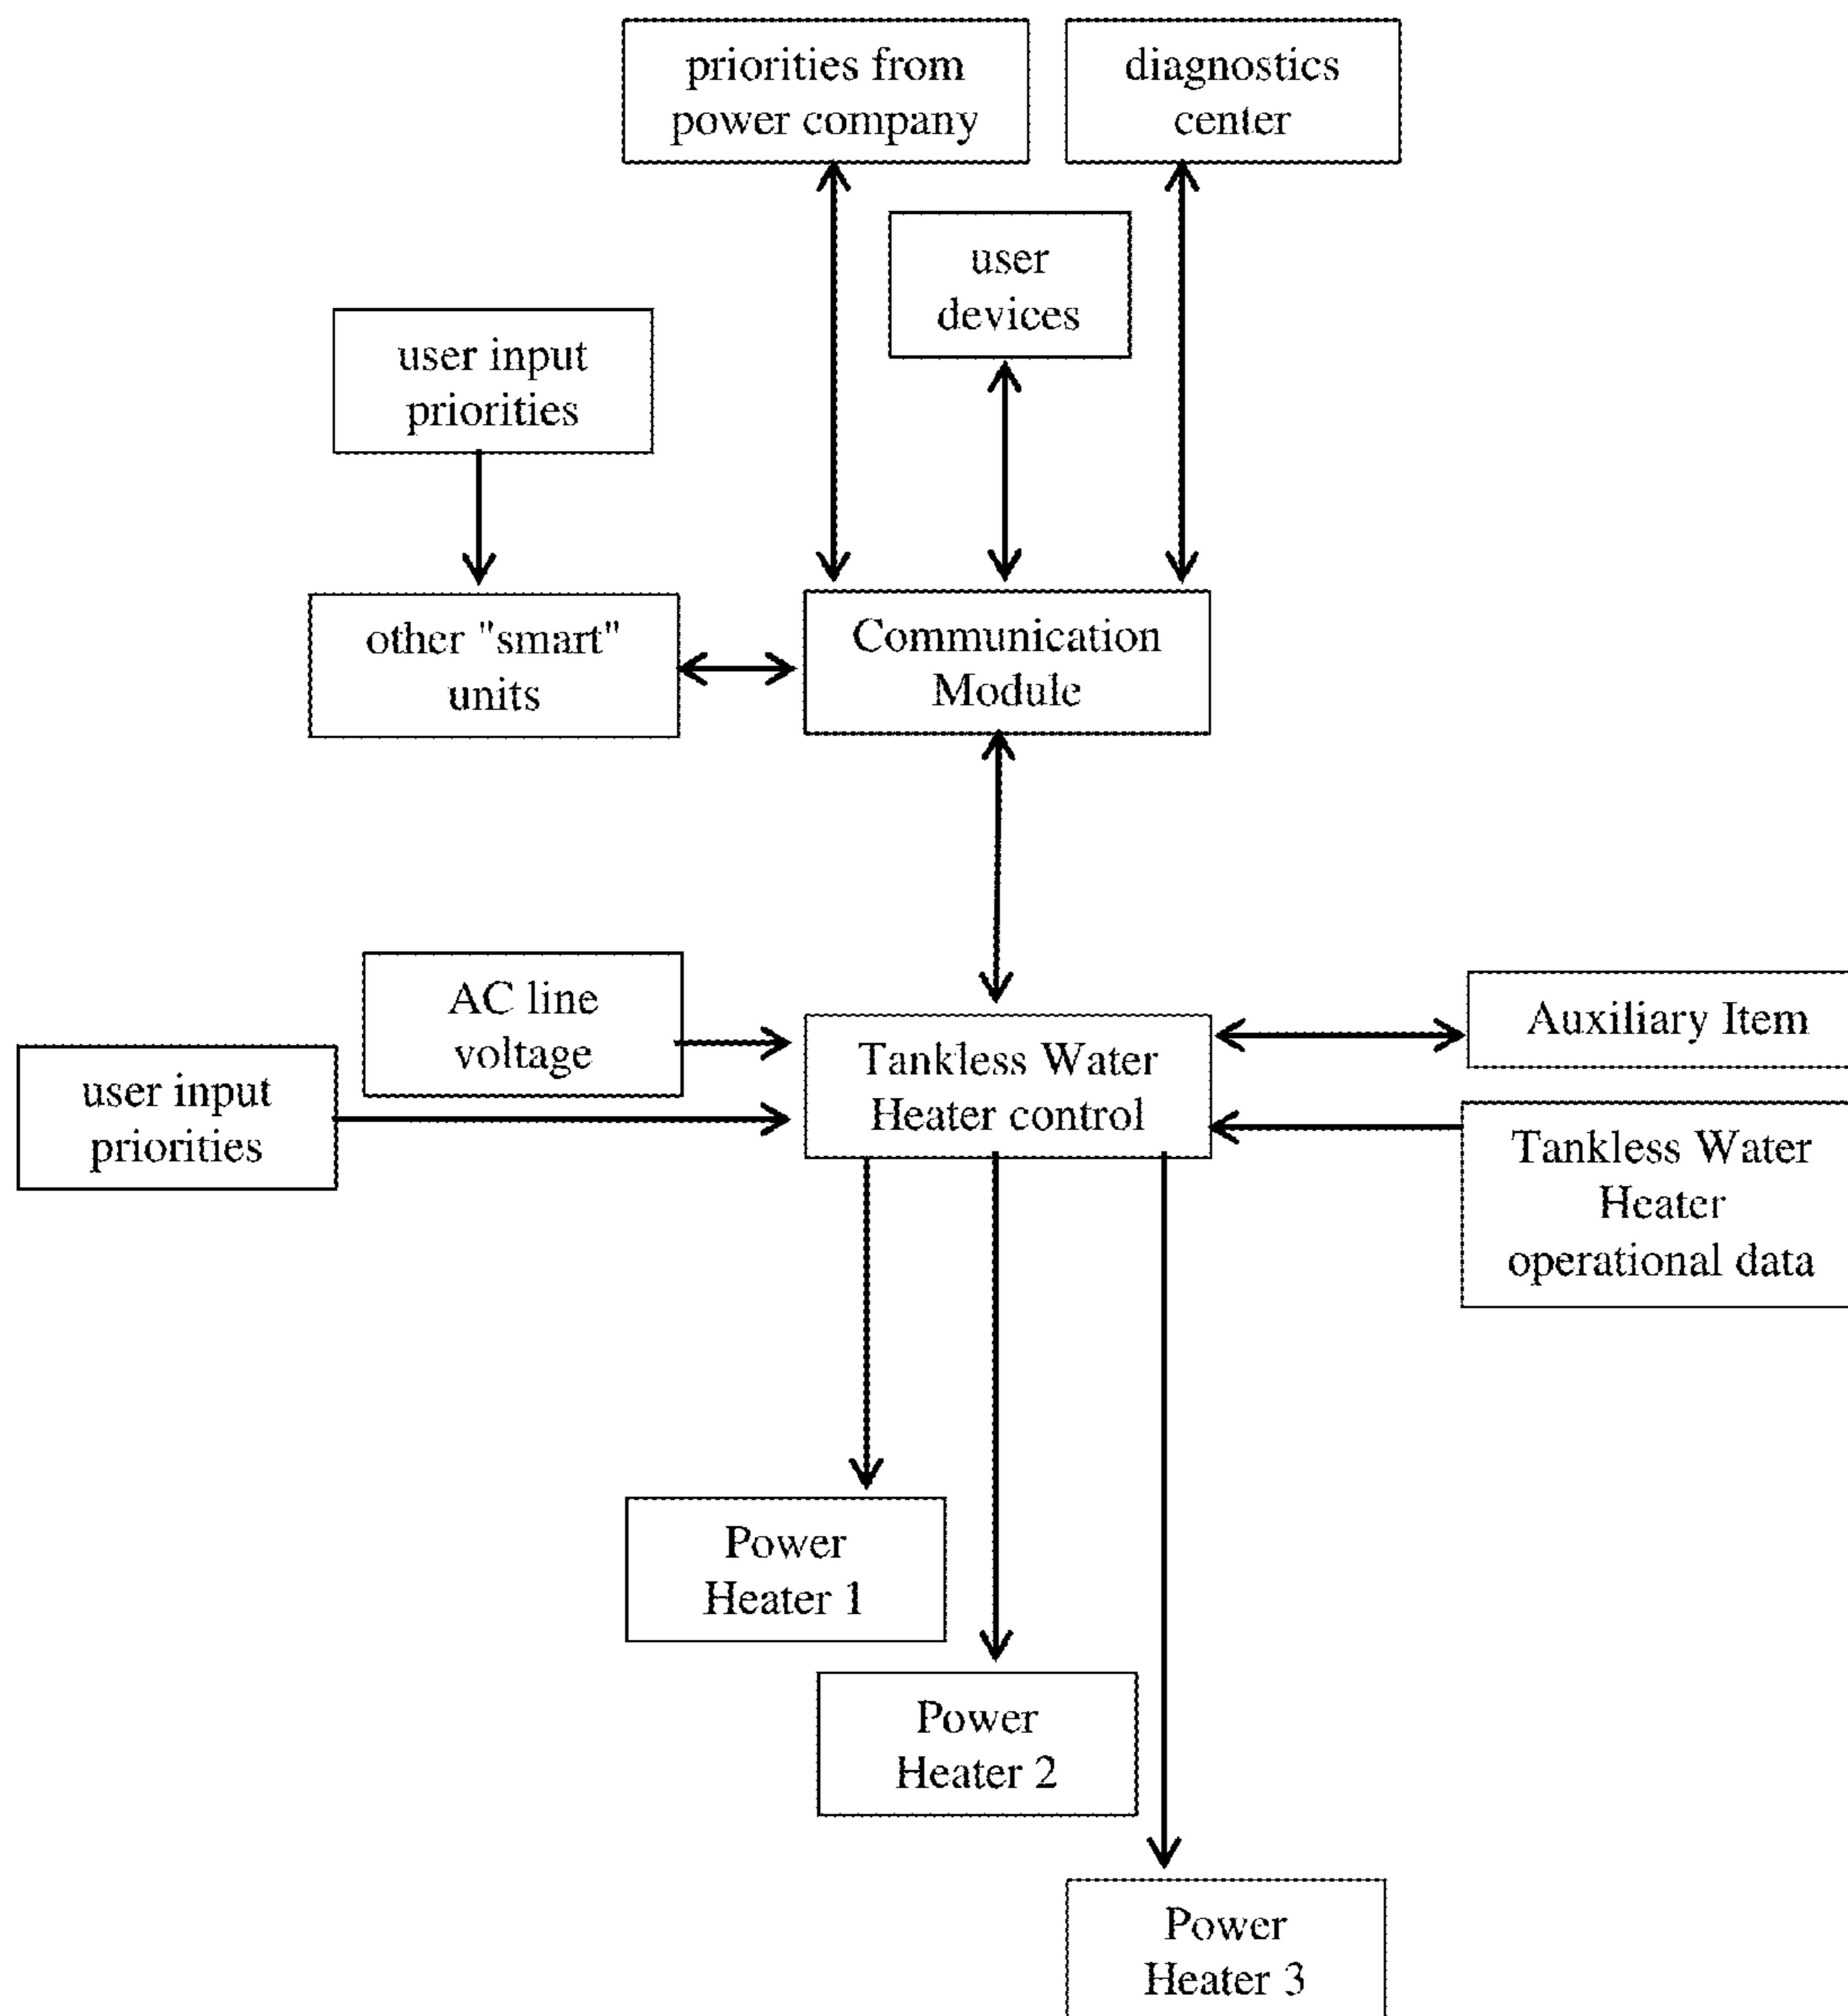 priorities from
power company
diagnostics
center
user
devices
user input
priorities
other "smart"
units
Communication
Module
AC line
voltage
user input
priorities
Tankless Water
Heater control
Auxiliary Item
Tankless Water
Heater
operational data
Power
Heater 1
Power
Heater 2
Power
Heater 3